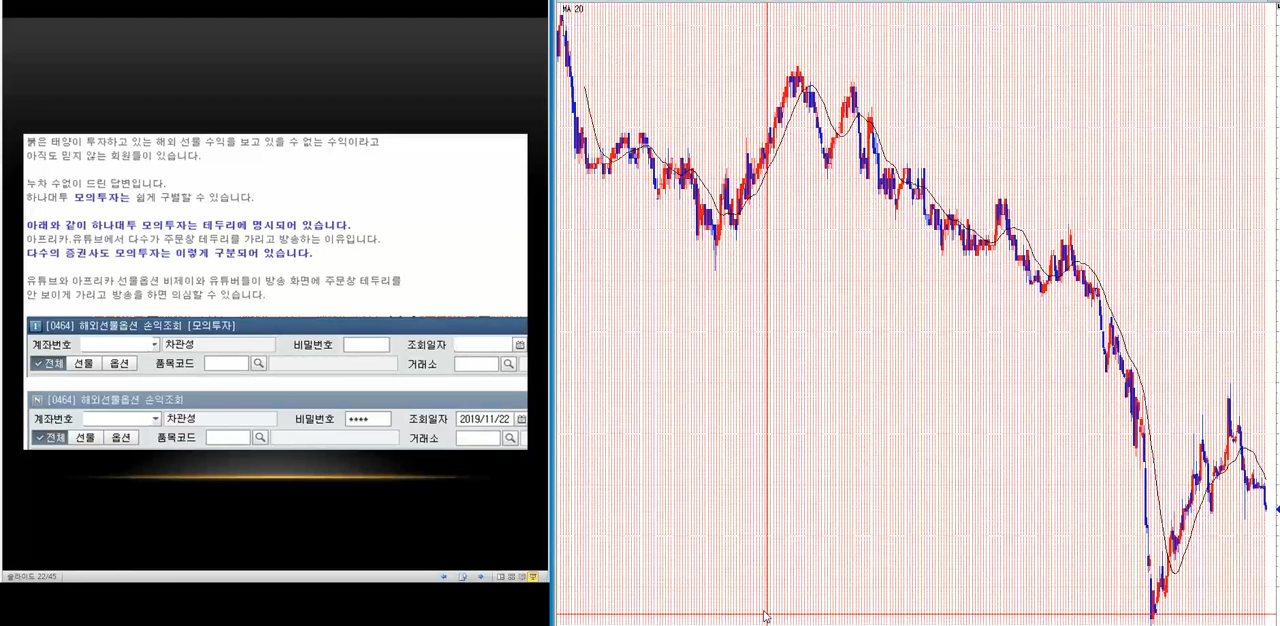 MA 20
붉은 태양이 투자하고 있는 해외 선물 수익을 보고 있을 수 없는 수익이라고
아직도 믿지 않는 회원들이 있습니다.
누차 수없이 드린 답변입니다.
하나대투 모의투자는 쉽게 구별할 수 있습니다.
아래와 같이 하나대투 모의투자는 테두리에 명시되어 있습니다.
아프리카.유튜브에서 다수가 주문창 테두리를 가리고 방송하는 이유입니다.
다수의 증권사도 모의투자는 이렇게 구분되어 있습니다.
유튜브와 아프리카 선물옵션 비제이와 유튜버들이 방송 화면에 주문창 테두리를
안 보이게 가리고 방송을 하면 의심할 수 있습니다.
[0464] 해외선물옵션 손익조회 [모의투자]
계좌번호 차관성 비밀번호 조회일자
전체 선물 옵션 품목코드 거래소
[0464] 해외선물옵션 손익조회
계좌번호 차관성 비밀번호 **** 조회일자 2019/11/22
전체 선물 옵션 품목코드 거래소
슬라이드 22/45